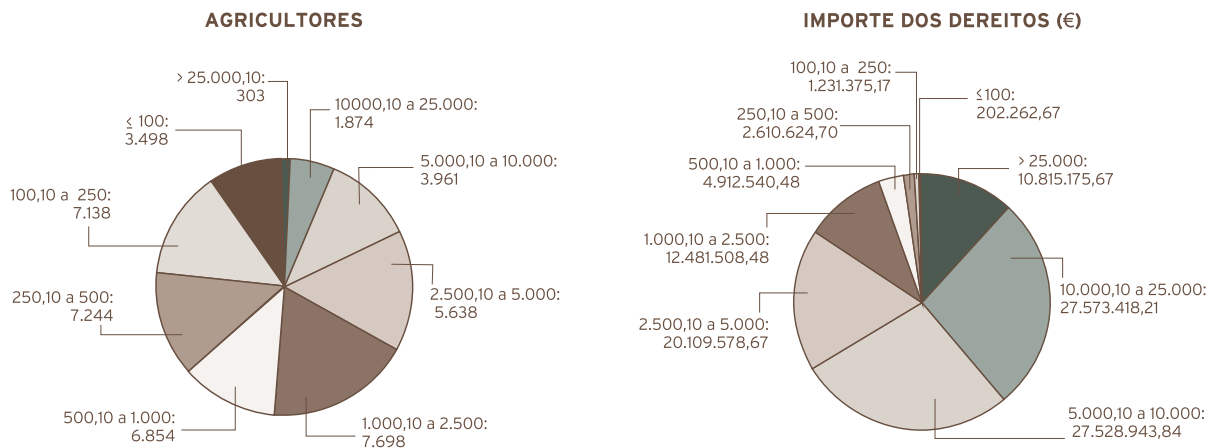 AGRICULTORES
> 25.000,10:
303
10000,10 a 25.000:
1.874
≤ 100:
3.498
5.000,10 a 10.000:
3.961
100,10 a 250:
7.138
2.500,10 a 5.000:
5.638
250,10 a 500:
7.244
500,10 a 1.000:
6.854
1.000,10 a 2.500:
7.698
IMPORTE DOS DEREITOS (€)
100,10 a 250:
1.231.375,17
≤100:
202.262,67
250,10 a 500:
2.610.624,70
500,10 a 1.000:
4.912.540,48
> 25.000:
10.815.175,67
1.000,10 a 2.500:
12.481.508,48
10.000,10 a 25.000:
27.573.418,21
2.500,10 a 5.000:
20.109.578,67
5.000,10 a 10.000:
27.528.943,84